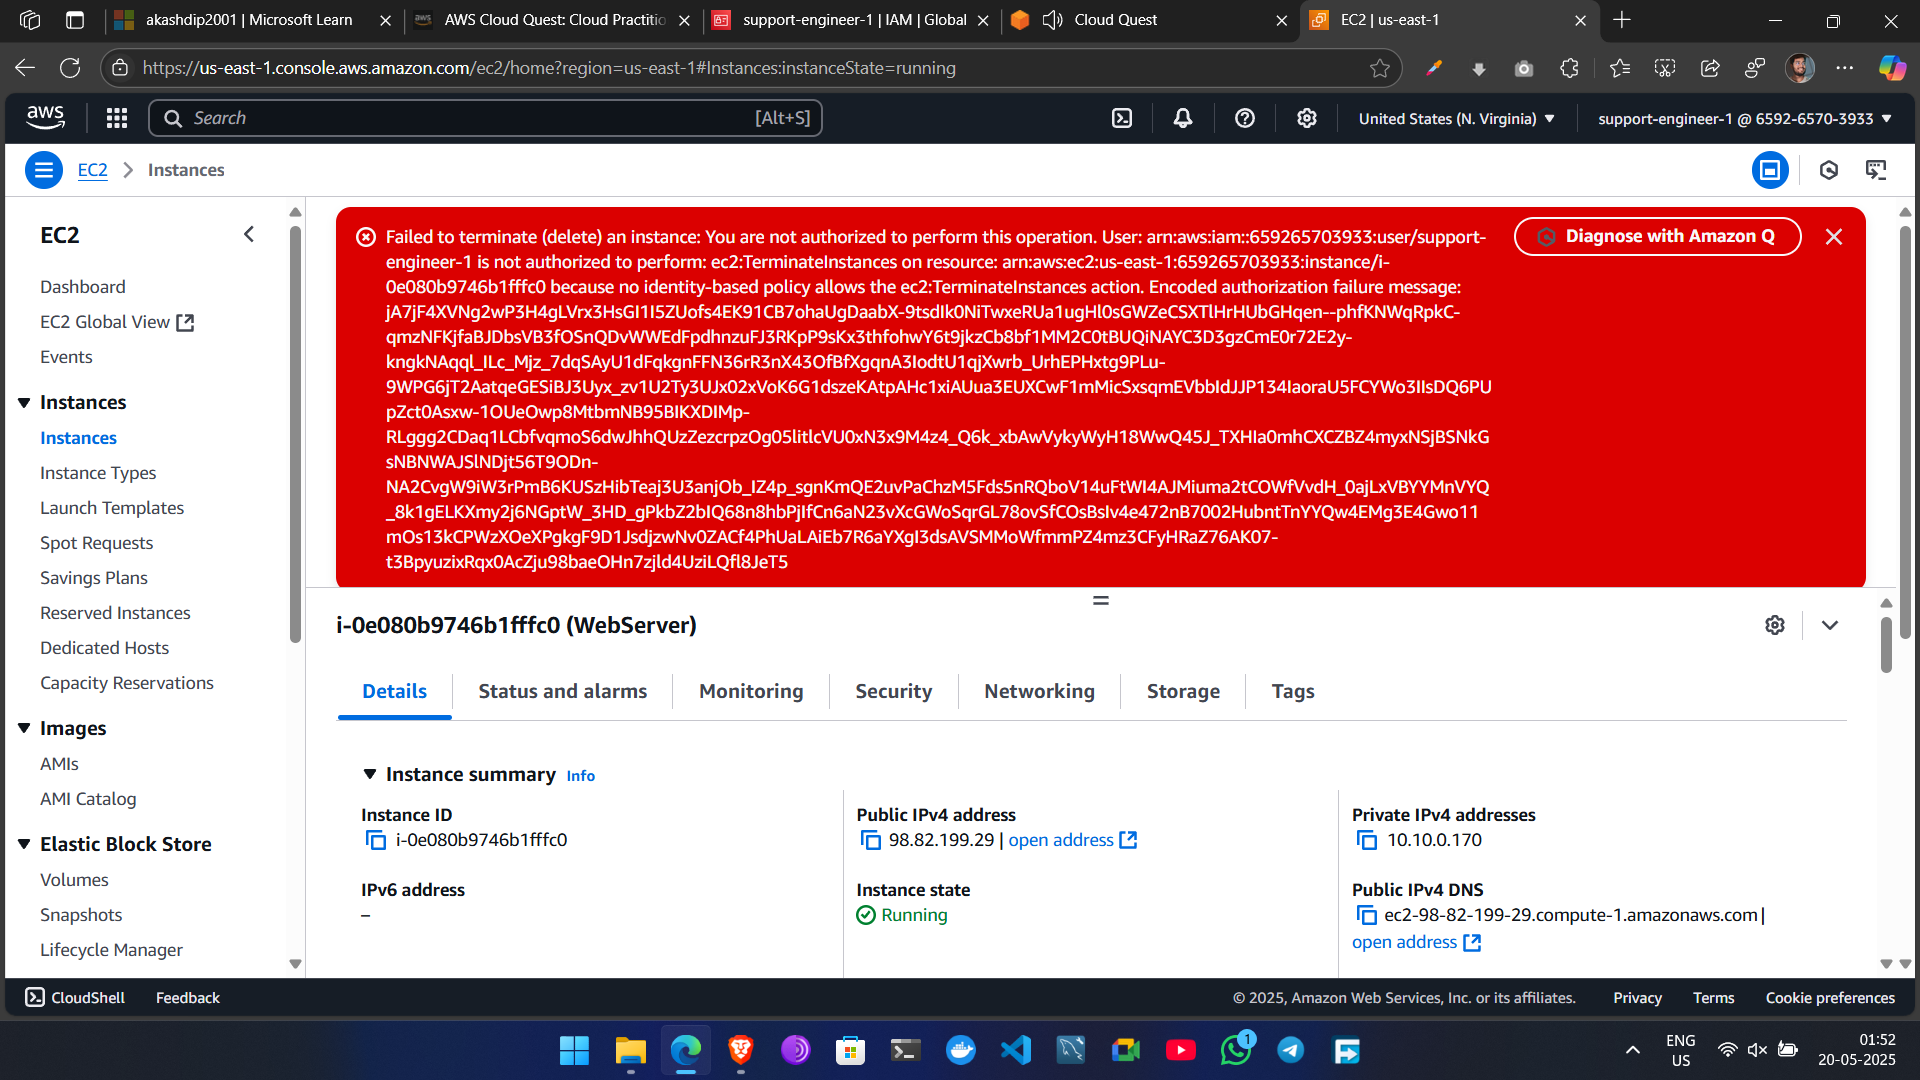 akashdip2001 | Microsoft Learn
AWS Cloud Quest: Cloud Practitio
support-engineer-1 | IAM | Global
Cloud Quest
EC2 | us-east-1
https://us-east-1.console.aws.amazon.com/ec2/home?region=us-east-1#Instances:instanceState=running
aws
Search
[Alt+S]
United States (N. Virginia)
support-engineer-1 @ 6592-6570-3933
EC2
Instances
EC2
Dashboard
EC2 Global View
Events
Instances
Instances
Instance Types
Launch Templates
Spot Requests
Savings Plans
Reserved Instances
Dedicated Hosts
Capacity Reservations
Images
AMIs
AMI Catalog
Elastic Block Store
Volumes
Snapshots
Lifecycle Manager
Failed to terminate (delete) an instance: You are not authorized to perform this operation. User: arn:aws:iam::659265703933:user/support-
engineer-1 is not authorized to perform: ec2:TerminateInstances on resource: arn:aws:ec2:us-east-1:659265703933:instance/i-
0e080b9746b1fffc0 because no identity-based policy allows the ec2:TerminateInstances action. Encoded authorization failure message:
jA7jF4XVNg2wP3H4gLVrx3HsGI1I5ZUofs4EK91CB7ohaUgDaabX-9tsdIk0NiTwxeRUa1ugHl0sGWZeCSXTlHrHUbGHqen--phfKNWqRpkC-
qmzNFKjfaBJDbsVB3fOSnQDvWWEdFpdhnzuFJ3RKpP9sKx3thfohwY6t9jkzCb8bf1MM2C0tBUQiNAYC3D3gzCmE0r72E2y-
kngkNAqql_ILc_Mjz_7dqSAyU1dFqkgnFFN36rR3nX43OfBfXgqnA3IodtU1qjXwrb_UrhEPHxtg9PLu-
9WPG6jT2AatqeGESiBJ3Uyx_zv1U2Ty3UJx02xVoK6G1dszeKAtpAHc1xiAUua3EUXCwF1mMicSxsqmEVbbIdJJP134IaoraU5FCYWo3IIsDQ6PU
pZct0Asxw-1OUeOwp8MtbmNB95BIKXDIMp-
RLggg2CDaq1LCbfvqmoS6dwJhhQUzZezcrpzOg05litlcVU0xN3x9M4z4_Q6k_xbAwVykyWyH18WwQ45J_TXHIa0mhCXCZBZ4myxNSjBSNkG
sNBNWAJSlNDjt56T9ODn-
NA2CvgW9iW3rPmB6KUSzHibTeaj3U3anjOb_IZ4p_sgnKmQE2uvPaChzM5Fds5nRQboV14uFtWI4AJMiuma2tCOWfVvdH_0ajLxVBYYMnVYQ
_8k1gELKXmy2j6NGptW_3HD_gPkbZ2bIQ68n8hbPjIfCn6aN23vXcGWoSqrGL78ovSfCOsBsIv4e472nB7002HubntTnYYQw4EMg3E4Gwo11
mOs13kCPWzXOeXPgkgF9D1JsdjzwNv0ZACf4PhUaLAiEb7R6aYXgI3dsAVSMMoWfmmPZ4mz3CFyHRaZ76AK07-
t3BpyuzixRqx0AcZju98baeOHn7zjld4UziLQfl8JeT5
Diagnose with Amazon Q
i-0e080b9746b1fffc0 (WebServer)
Details
Status and alarms
Monitoring
Security
Networking
Storage
Tags
Instance summary Info
Instance ID
i-0e080b9746b1fffc0
Public IPv4 address
98.82.199.29 | open address
Private IPv4 addresses
10.10.0.170
IPv6 address
–
Instance state
Running
Public IPv4 DNS
ec2-98-82-199-29.compute-1.amazonaws.com |
open address
CloudShell
Feedback
© 2025, Amazon Web Services, Inc. or its affiliates.
Privacy
Terms
Cookie preferences
1
ENG
US
01:52
20-05-2025